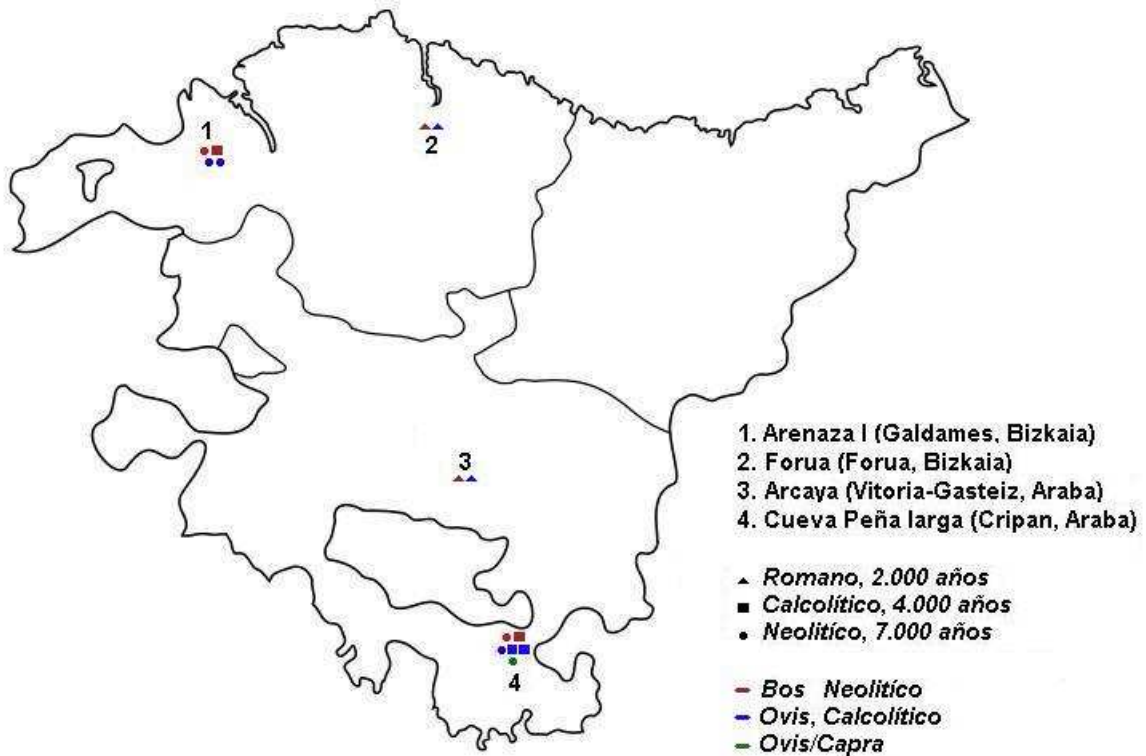 1
2
3
4
1. Arenaza I (Galdames, Bizkaia)
2. Forua (Forua, Bizkaia)
3. Arcaya (Vitoria-Gasteiz, Araba)
4. Cueva Peña larga (Cripan, Araba)
Romano, 2.000 años
Calcolítico, 4.000 años
Neolitíco, 7.000 años
Bos Neolitíco
Ovis, Calcolítico
Ovis/Capra